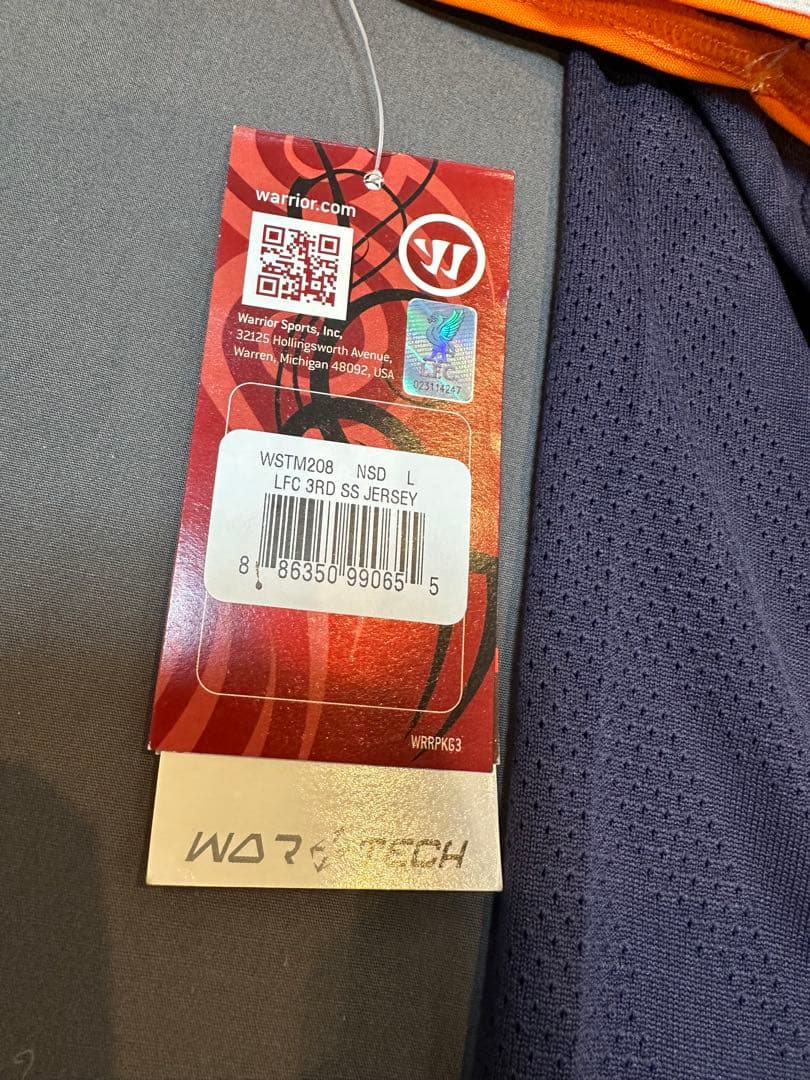 warrior.com
Warrior Sports, Inc.
32125 Hollingsworth Avenue,
Warren, Michigan 48092, USA
L.F.C.
023114247
WSTM208 NSD L
LFC 3RD SS JERSEY
8 86350 99065 5
WRRPKG3
WAR TECH